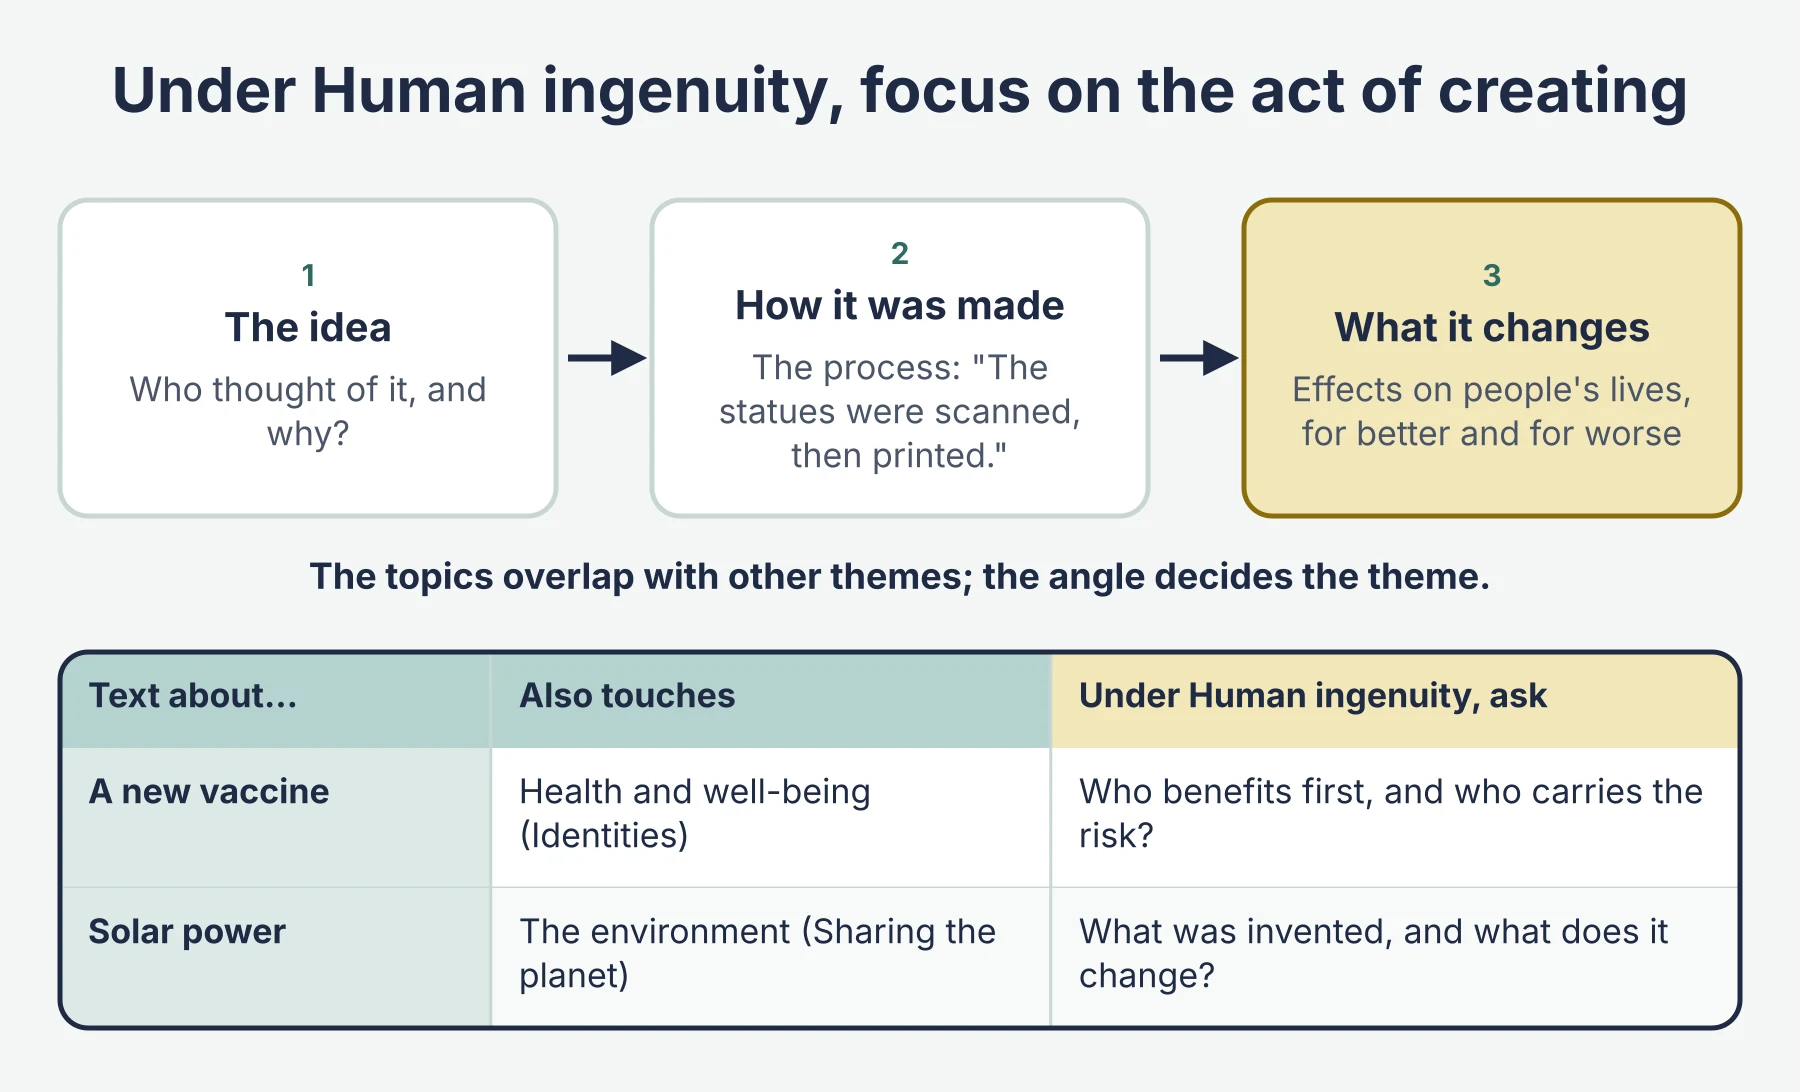 Under Human ingenuity, focus on the act of creating
1
The idea
Who thought of it, and
why?
2
How it was made
The process: "The
statues were scanned,
then printed."
3
What it changes
Effects on people's lives,
for better and for worse
The topics overlap with other themes; the angle decides the theme.
Text about...
Also touches
Under Human ingenuity, ask
A new vaccine
Health and well-being
(Identities)
Who benefits first, and who carries the
risk?
Solar power
The environment (Sharing the
planet)
What was invented, and what does it
change?